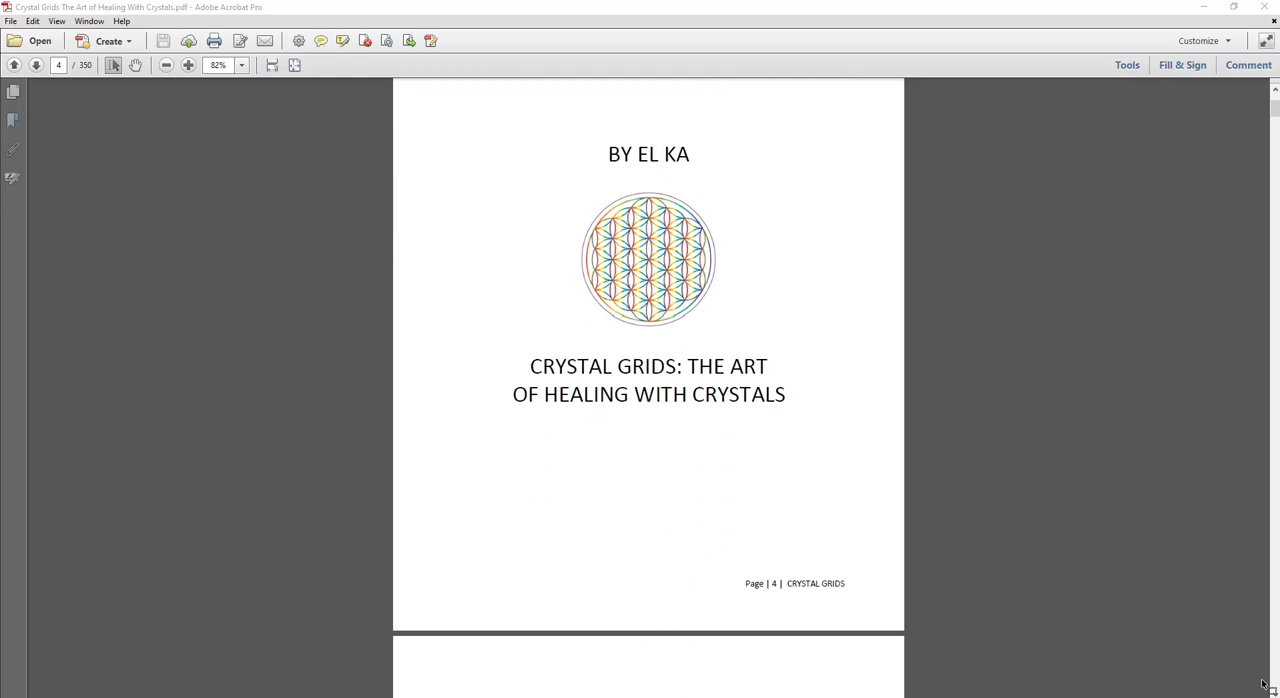 Crystal Grids The Art of Healing With Crystals.pdf - Adobe Acrobat Pro
File Edit View Window Help
Open Create Customize
4 / 350 82% Tools Fill & Sign Comment
BY EL KA
CRYSTAL GRIDS: THE ART
OF HEALING WITH CRYSTALS
Page | 4 | CRYSTAL GRIDS